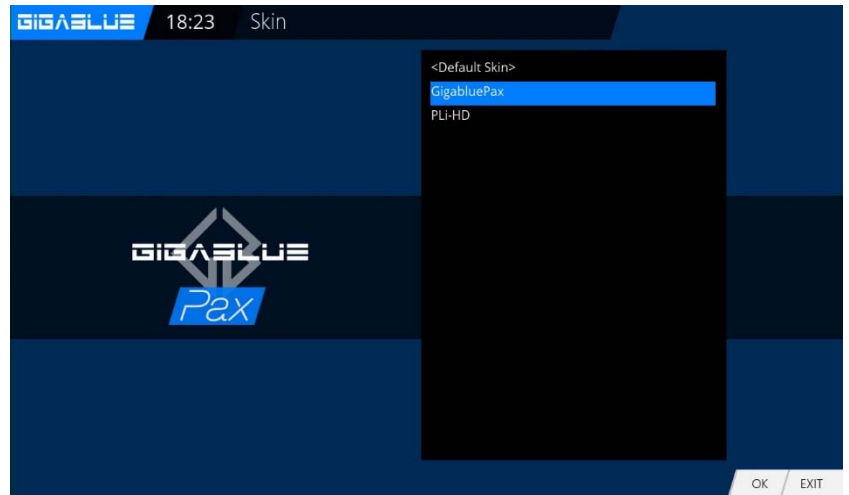 GIGABLUE 18:23 Skin
<Default Skin>
GigabluePax
PLi-HD
GIGABLUE
Pax
OK EXIT